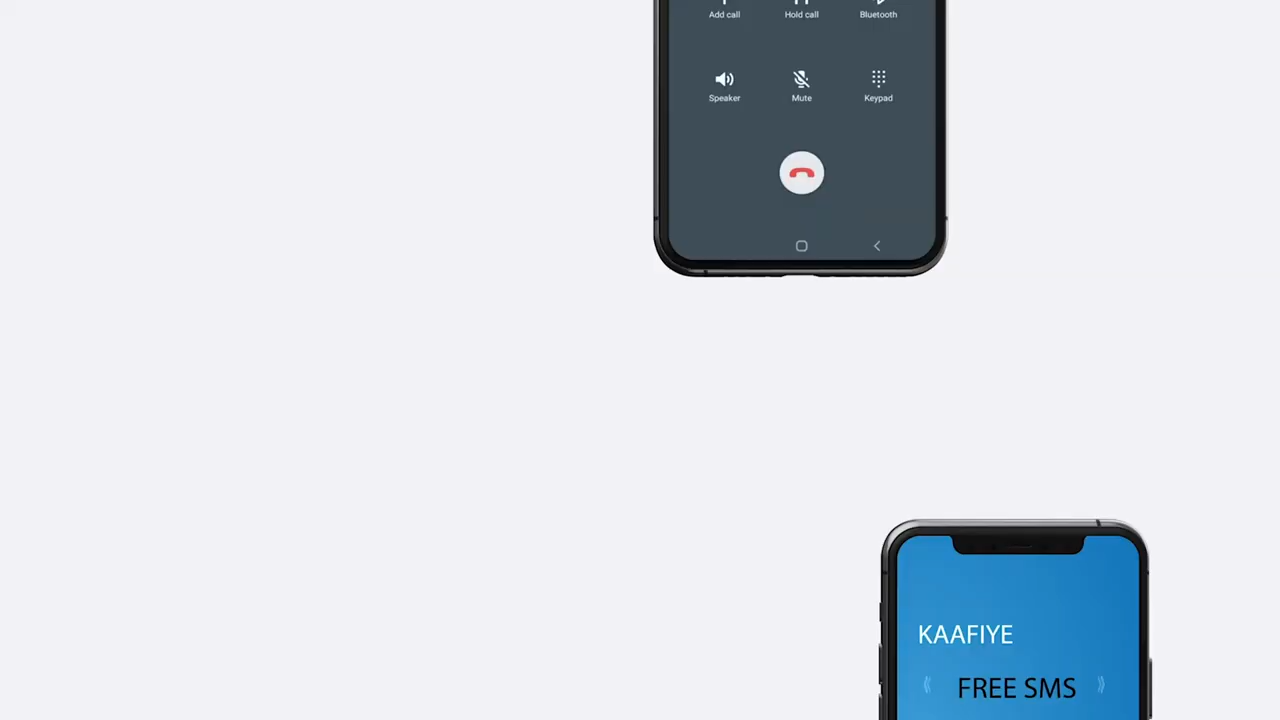 Add call Hold call Bluetooth
Speaker Mute Keypad
KAAFIYE
FREE SMS